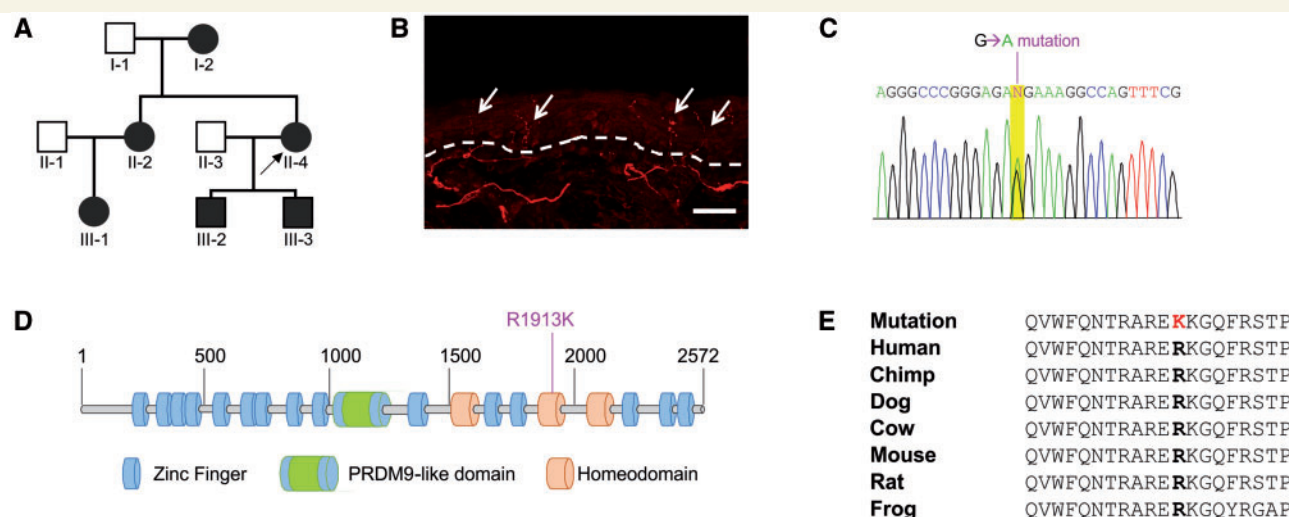 A
I-1
I-2
II-1
II-2
II-3
II-4
III-1
III-2
III-3
B
C
G→A mutation
AGGGCCCGGGAGANGAAAGGCCAGTTTCG
D
R1913K
1
500
1000
1500
2000
2572
Zinc Finger
PRDM9-like domain
Homeodomain
E
Mutation QVWFQNTRAREKKGQFRSTP
Human QVWFQNTRARERKGQFRSTP
Chimp QVWFQNTRARERKGQFRSTP
Dog QVWFQNTRARERKGQFRSTP
Cow QVWFQNTRARERKGQFRSTP
Mouse QVWFQNTRARERKGQFRSTP
Rat QVWFQNTRARERKGQFRSTP
Frog QVWFQNTRARERKGQYRGAP